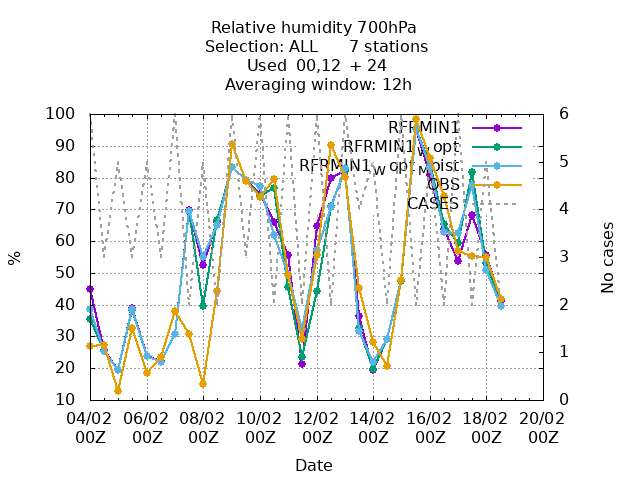 Relative humidity 700hPa
Selection: ALL 7 stations
Used 00,12 + 24
Averaging window: 12h
RFRMIN1
RFRMIN1_W_opt
RFRMIN1_W_opt_Moist
OBS
CASES
100
90
80
70
60
50
40
30
20
10
%
6
5
4
3
2
1
0
No cases
04/02 06/02 08/02 10/02 12/02 14/02 16/02 18/02 20/02
00Z 00Z 00Z 00Z 00Z 00Z 00Z 00Z 00Z
Date